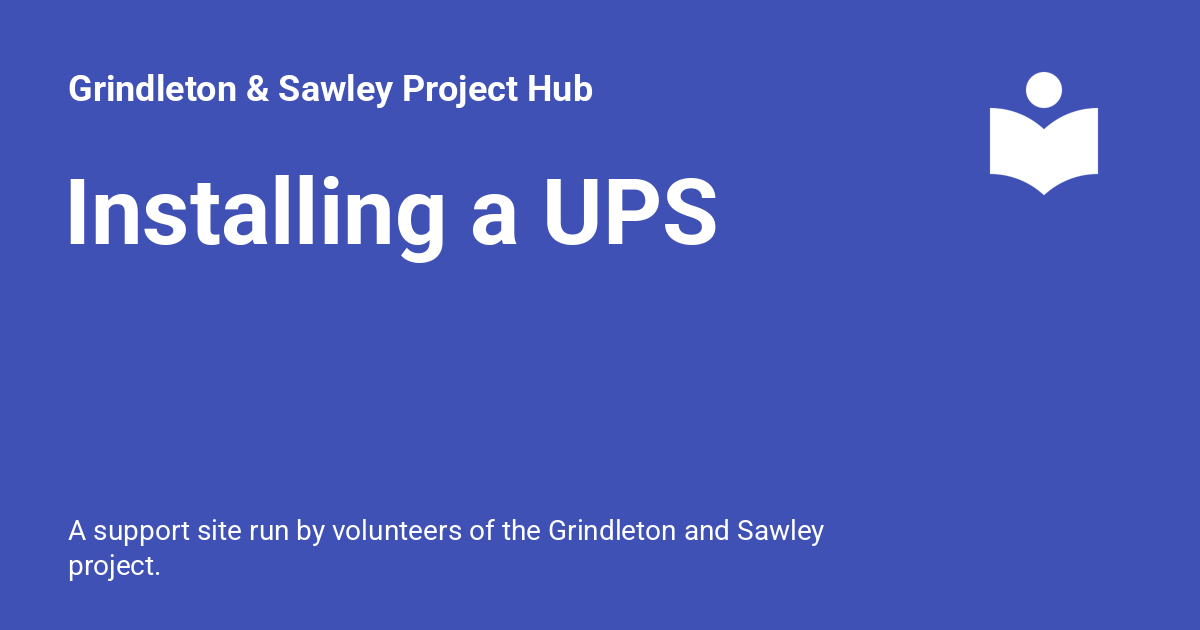 Grindleton & Sawley Project Hub
Installing a UPS
A support site run by volunteers of the Grindleton and Sawley
project.